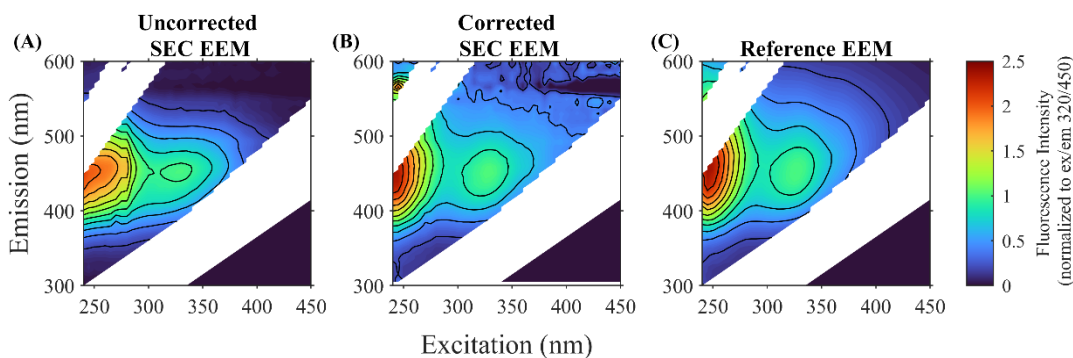 (A)
Uncorrected
SEC EEM
(B)
Corrected
SEC EEM
(C)
Reference EEM
600
500
400
300
Emission (nm)
250 300 350 400 450
600
500
400
300
250 300 350 400 450
600
500
400
300
250 300 350 400 450
Excitation (nm)
2.5
2
1.5
1
0.5
0
Fluorescence Intensity
(normalized to ex/em 320/450)